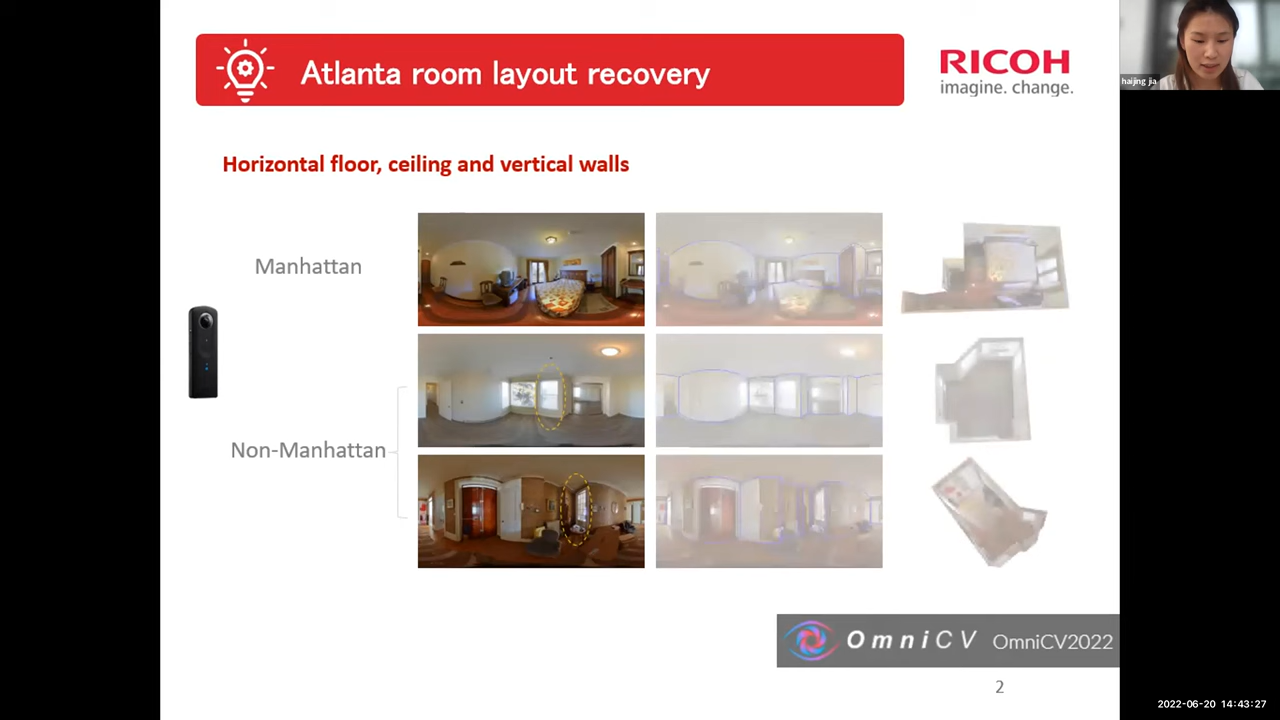 Atlanta room layout recovery
RICOH
imagine. change.
haijing jia
Horizontal floor, ceiling and vertical walls
Manhattan
Non-Manhattan
OmniCV OmniCV2022
2
2022-06-20 14:43:27